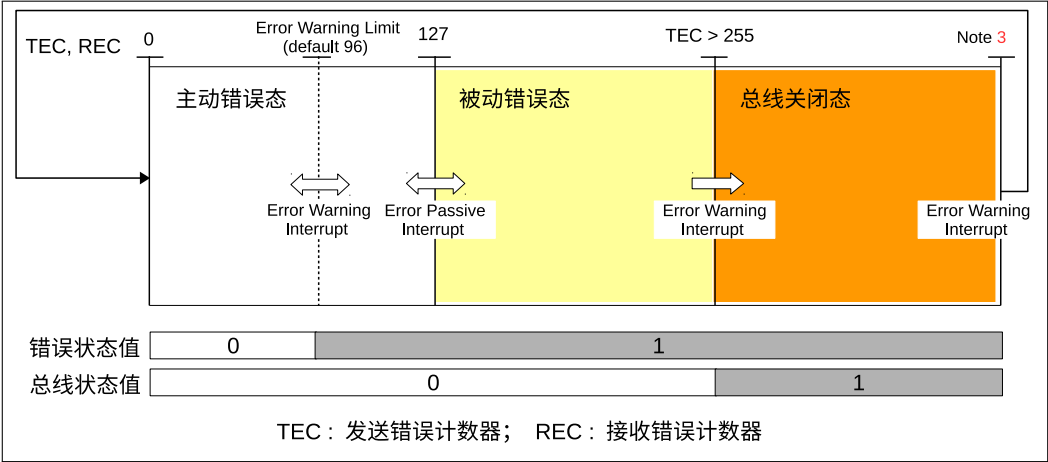 TEC, REC
0
Error Warning Limit
(default 96)
127
TEC > 255
Note 3
主动错误态
被动错误态
总线关闭态
Error Warning
Interrupt
Error Passive
Interrupt
Error Warning
Interrupt
Error Warning
Interrupt
错误状态值
0
1
总线状态值
0
1
TEC : 发送错误计数器； REC : 接收错误计数器